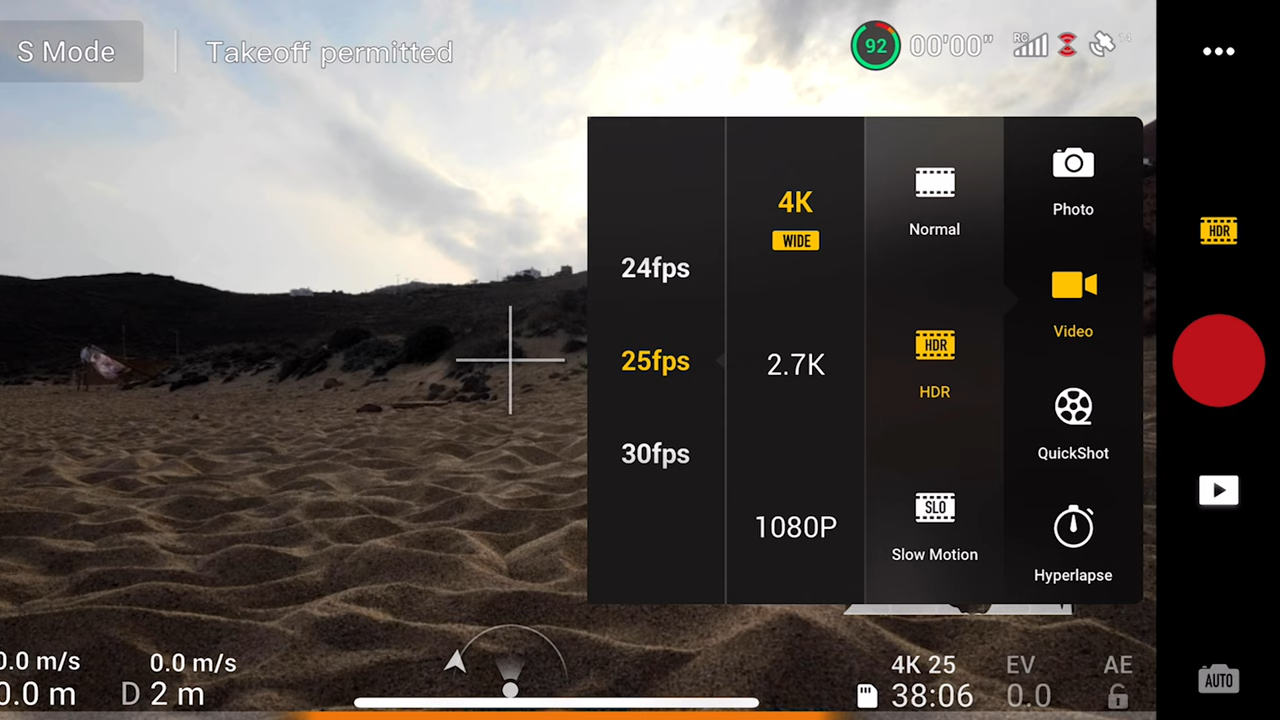 S Mode
Takeoff permitted
92
00'00"
RC
14
24fps
25fps
30fps
4K
WIDE
2.7K
1080P
Normal
HDR
HDR
SLO
Slow Motion
Photo
Video
QuickShot
Hyperlapse
HDR
0.0 m/s
0.0 m/s
0.0 m
D 2 m
4K 25
38:06
EV
0.0
AE
AUTO